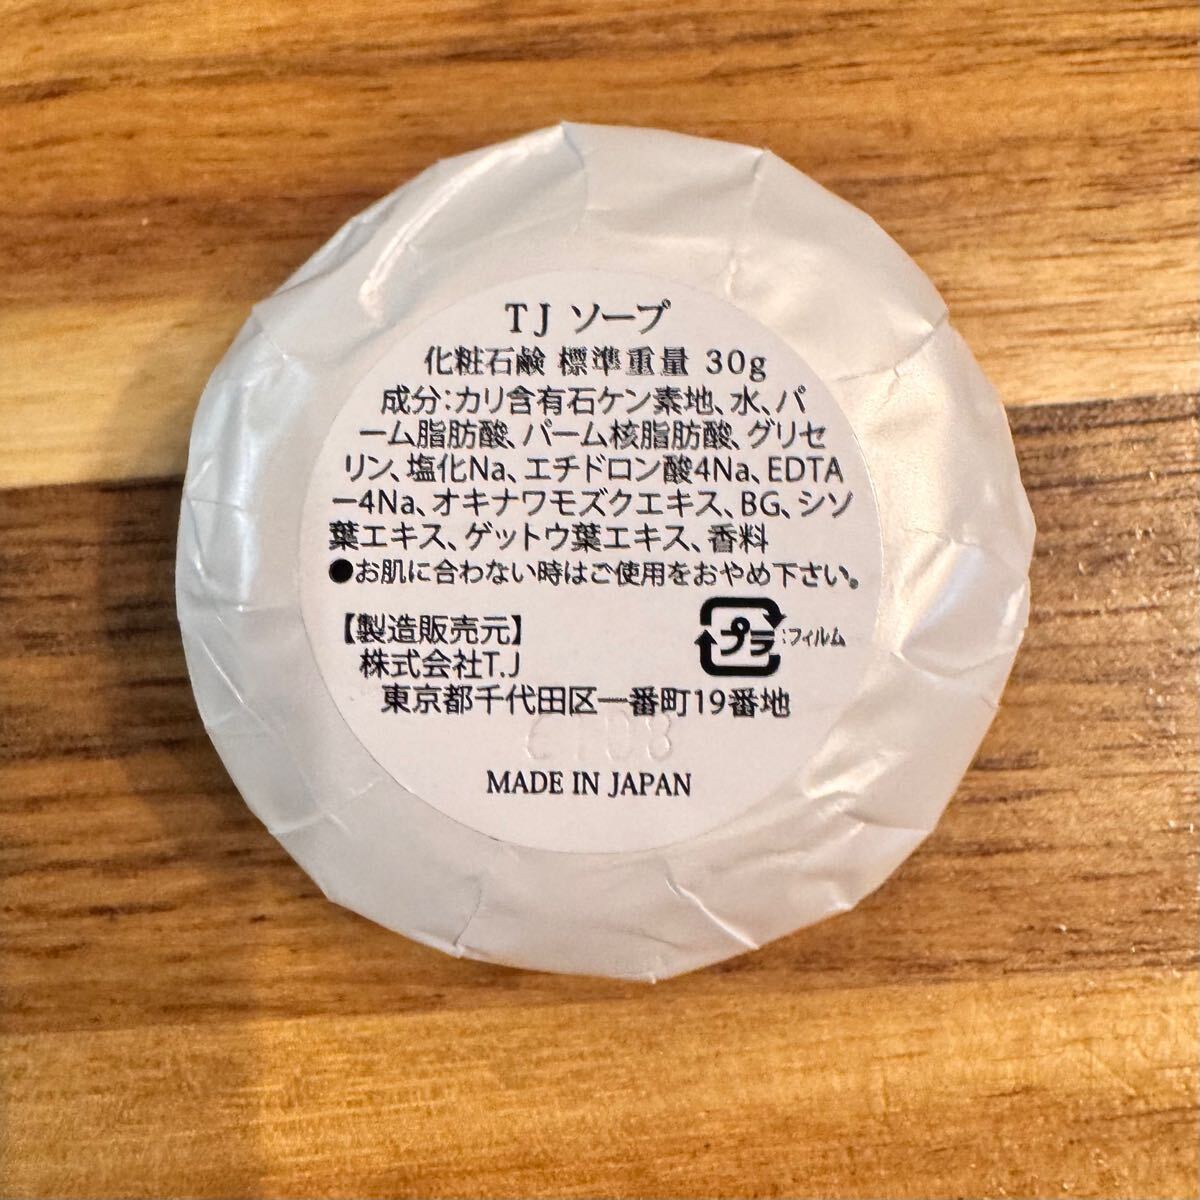 TJ ソープ
化粧石鹸 標準重量 30g
成分：カリ含有石ケン素地、水、パ
ーム脂肪酸、パーム核脂肪酸、グリセ
リン、塩化Na、エチドロン酸4Na、EDTA
ー4Na、オキナワモズクエキス、BG、シソ
葉エキス、ゲットウ葉エキス、香料
●お肌に合わない時はご使用をおやめ下さい。
【製造販売元】
株式会社T.J
東京都千代田区一番町19番地
プラ
:フィルム
MADE IN JAPAN